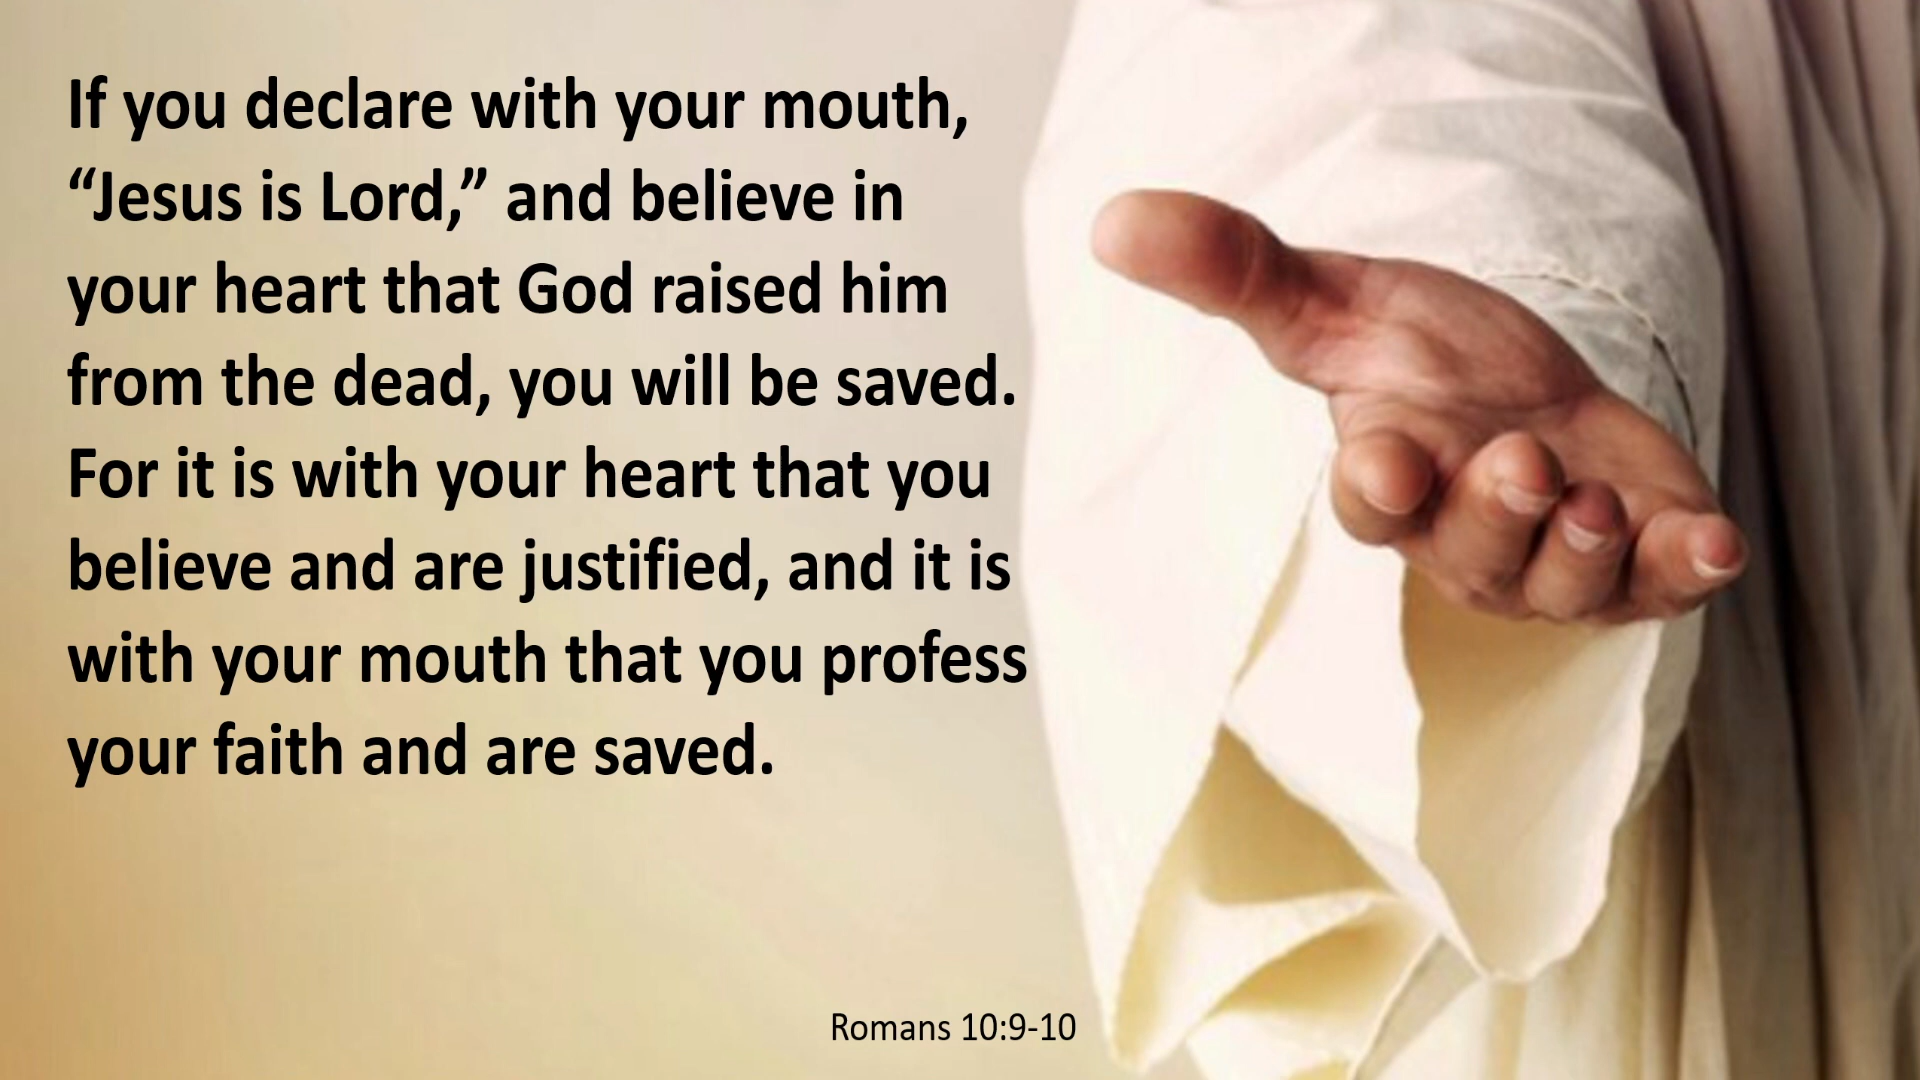 If you declare with your mouth,
“Jesus is Lord,” and believe in
your heart that God raised him
from the dead, you will be saved.
For it is with your heart that you
believe and are justified, and it is
with your mouth that you profess
your faith and are saved.
Romans 10:9-10